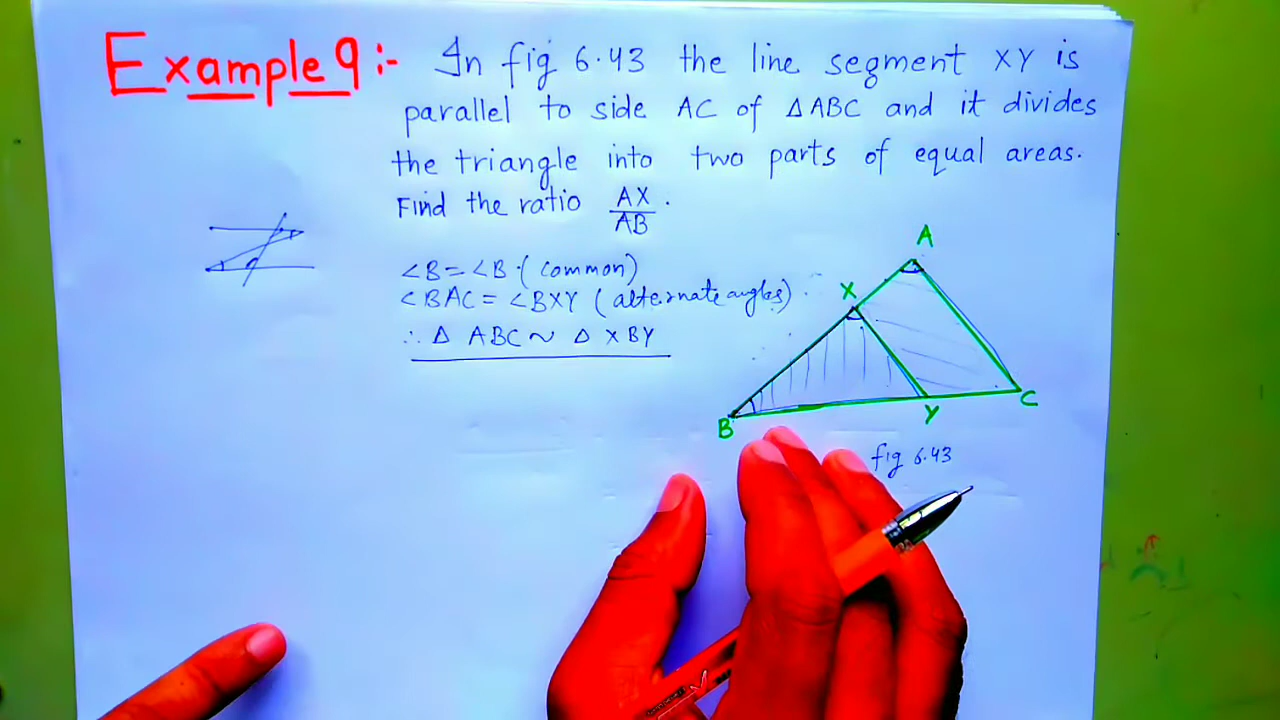 Example 9:- In fig 6.43 the line segment XY is
parallel to side AC of ΔABC and it divides
the triangle into two parts of equal areas.
Find the ratio AX/AB.
∠B = ∠B (common)
∠BAC = ∠BXY (alternate angles).
∴ Δ ABC ~ Δ XBY
A
X
B
Y
C
fig 6.43